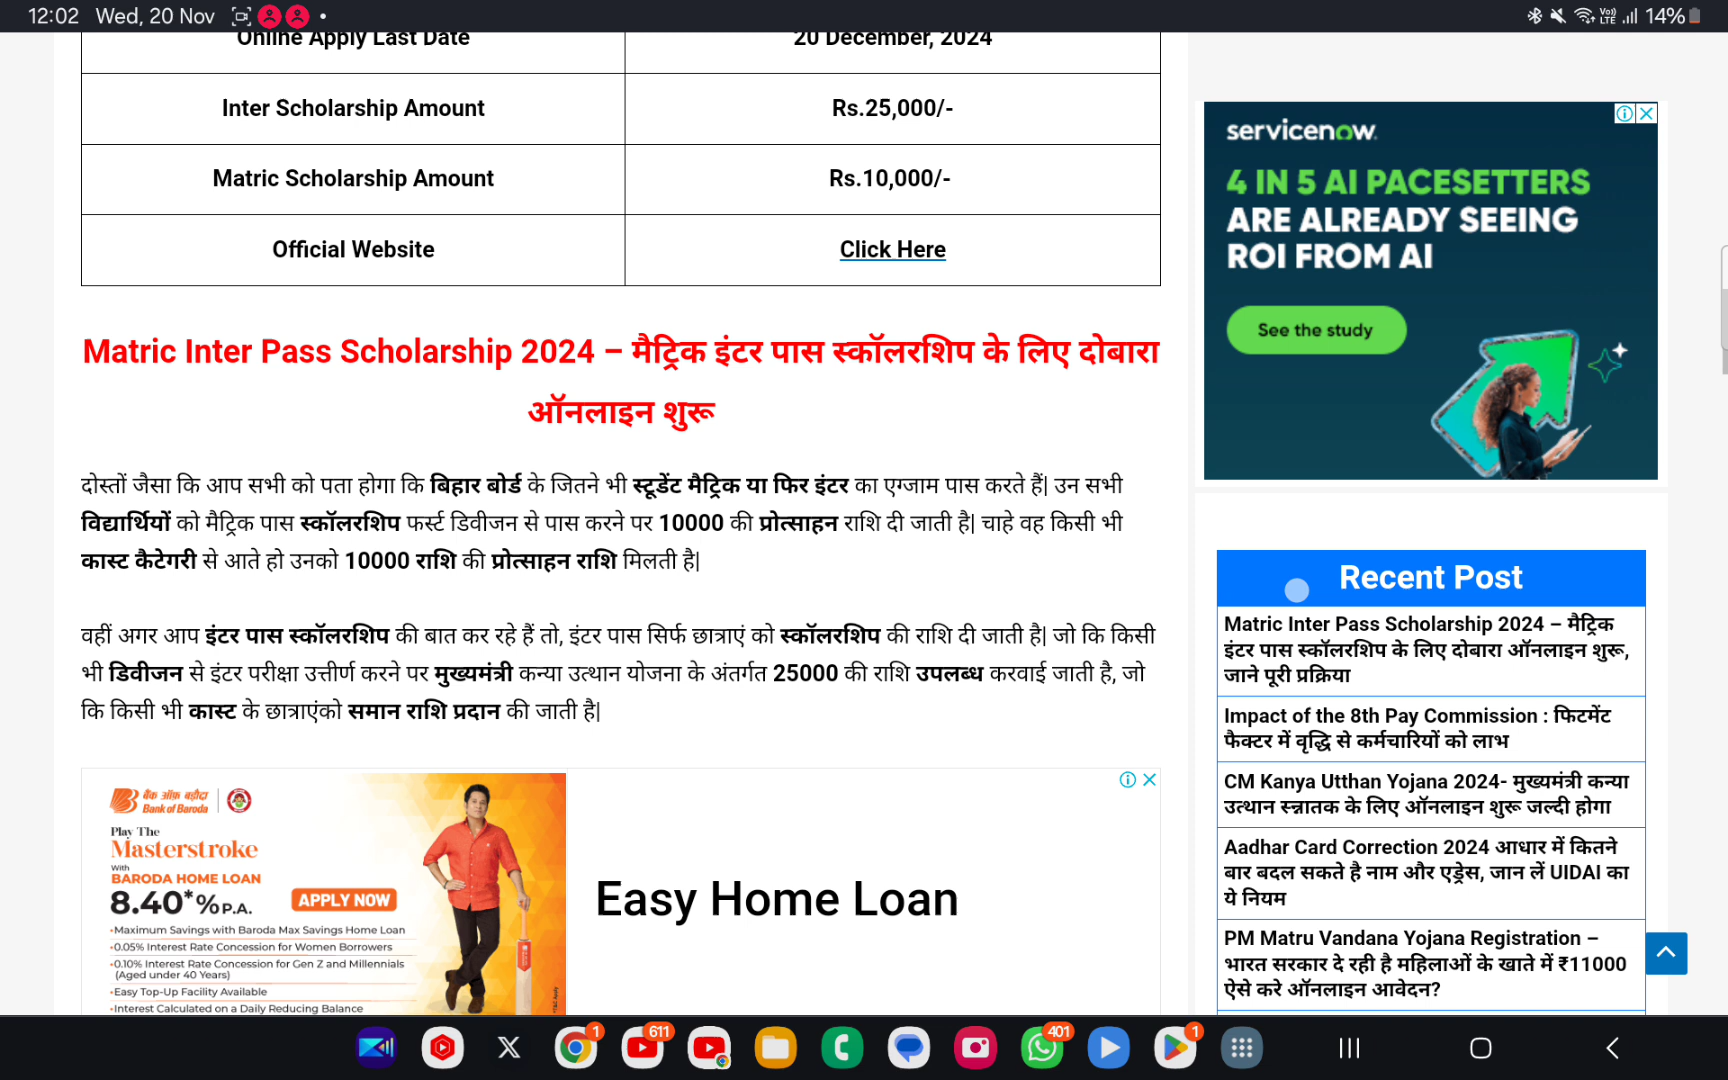 12:02 Wed, 20 Nov
14%
Online Apply Last Date 20 December, 2024
Inter Scholarship Amount Rs.25,000/-
Matric Scholarship Amount Rs.10,000/-
Official Website Click Here
Matric Inter Pass Scholarship 2024 – मैट्रिक इंटर पास स्कॉलरशिप के लिए दोबारा
ऑनलाइन शुरू
दोस्तों जैसा कि आप सभी को पता होगा कि बिहार बोर्ड के जितने भी स्टूडेंट मैट्रिक या फिर इंटर का एग्जाम पास करते हैं| उन सभी
विद्यार्थियों को मैट्रिक पास स्कॉलरशिप फर्स्ट डिवीजन से पास करने पर 10000 की प्रोत्साहन राशि दी जाती है| चाहे वह किसी भी
कास्ट कैटेगरी से आते हो उनको 10000 राशि की प्रोत्साहन राशि मिलती है|
वहीं अगर आप इंटर पास स्कॉलरशिप की बात कर रहे हैं तो, इंटर पास सिर्फ छात्राएं को स्कॉलरशिप की राशि दी जाती है| जो कि किसी
भी डिवीजन से इंटर परीक्षा उत्तीर्ण करने पर मुख्यमंत्री कन्या उत्थान योजना के अंतर्गत 25000 की राशि उपलब्ध करवाई जाती है, जो
कि किसी भी कास्ट के छात्राएंको समान राशि प्रदान की जाती है|
बैंक ऑफ़ बड़ौदा
Bank of Baroda
Play The
Masterstroke
With
BARODA HOME LOAN
8.40*% P.A.
APPLY NOW
•Maximum Savings with Baroda Max Savings Home Loan
•0.05% Interest Rate Concession for Women Borrowers
•0.10% Interest Rate Concession for Gen Z and Millennials
(Aged under 40 Years)
•Easy Top-Up Facility Available
•Interest Calculated on a Daily Reducing Balance
Easy Home Loan
servicenow
4 IN 5 AI PACESETTERS
ARE ALREADY SEEING
ROI FROM AI
See the study
Recent Post
Matric Inter Pass Scholarship 2024 – मैट्रिक
इंटर पास स्कॉलरशिप के लिए दोबारा ऑनलाइन शुरू,
जाने पूरी प्रक्रिया
Impact of the 8th Pay Commission : फिटमेंट
फैक्टर में वृद्धि से कर्मचारियों को लाभ
CM Kanya Utthan Yojana 2024- मुख्यमंत्री कन्या
उत्थान स्नातक के लिए ऑनलाइन शुरू जल्दी होगा
Aadhar Card Correction 2024 आधार में कितने
बार बदल सकते है नाम और एड्रेस, जान लें UIDAI का
ये नियम
PM Matru Vandana Yojana Registration –
भारत सरकार दे रही है महिलाओं के खाते में ₹11000
ऐसे करे ऑनलाइन आवेदन?
1
611
401
1